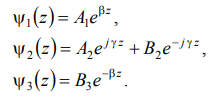 ψ₁(z) = A₁e^{βz},
ψ₂(z) = A₂e^{jγz} + B₂e^{−jγz},
ψ₃(z) = B₃e^{−βz}.